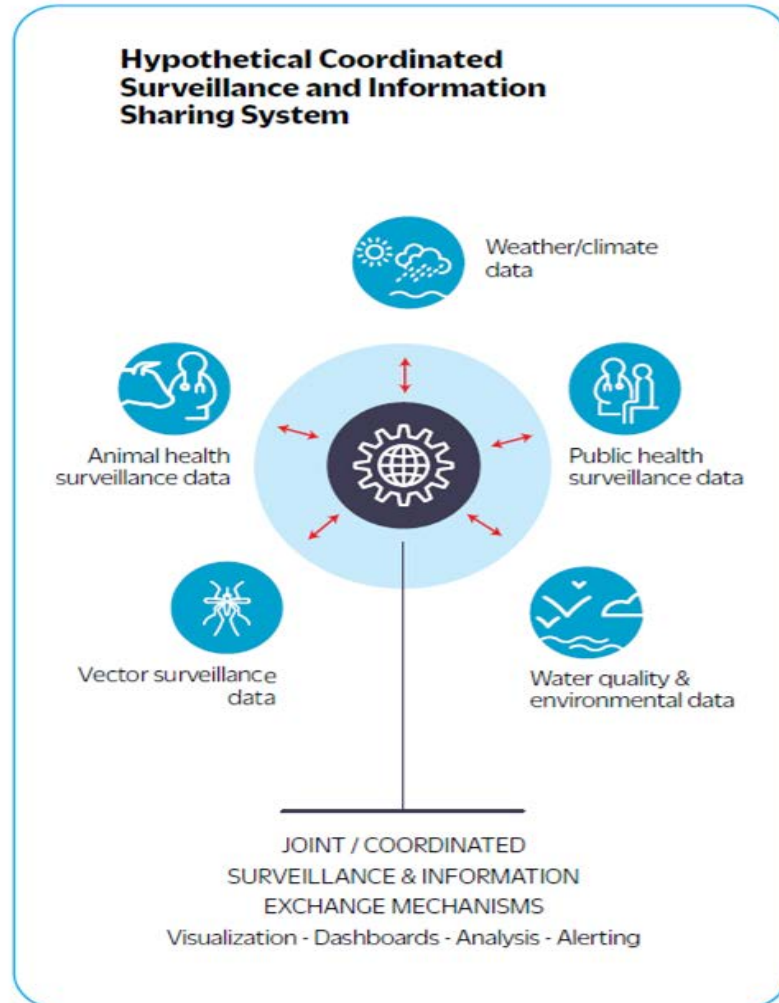 Hypothetical Coordinated
Surveillance and Information
Sharing System
Weather/climate
data
Animal health
surveillance data
Public health
surveillance data
Vector surveillance
data
Water quality &
environmental data
JOINT / COORDINATED
SURVEILLANCE & INFORMATION
EXCHANGE MECHANISMS
Visualization - Dashboards - Analysis - Alerting